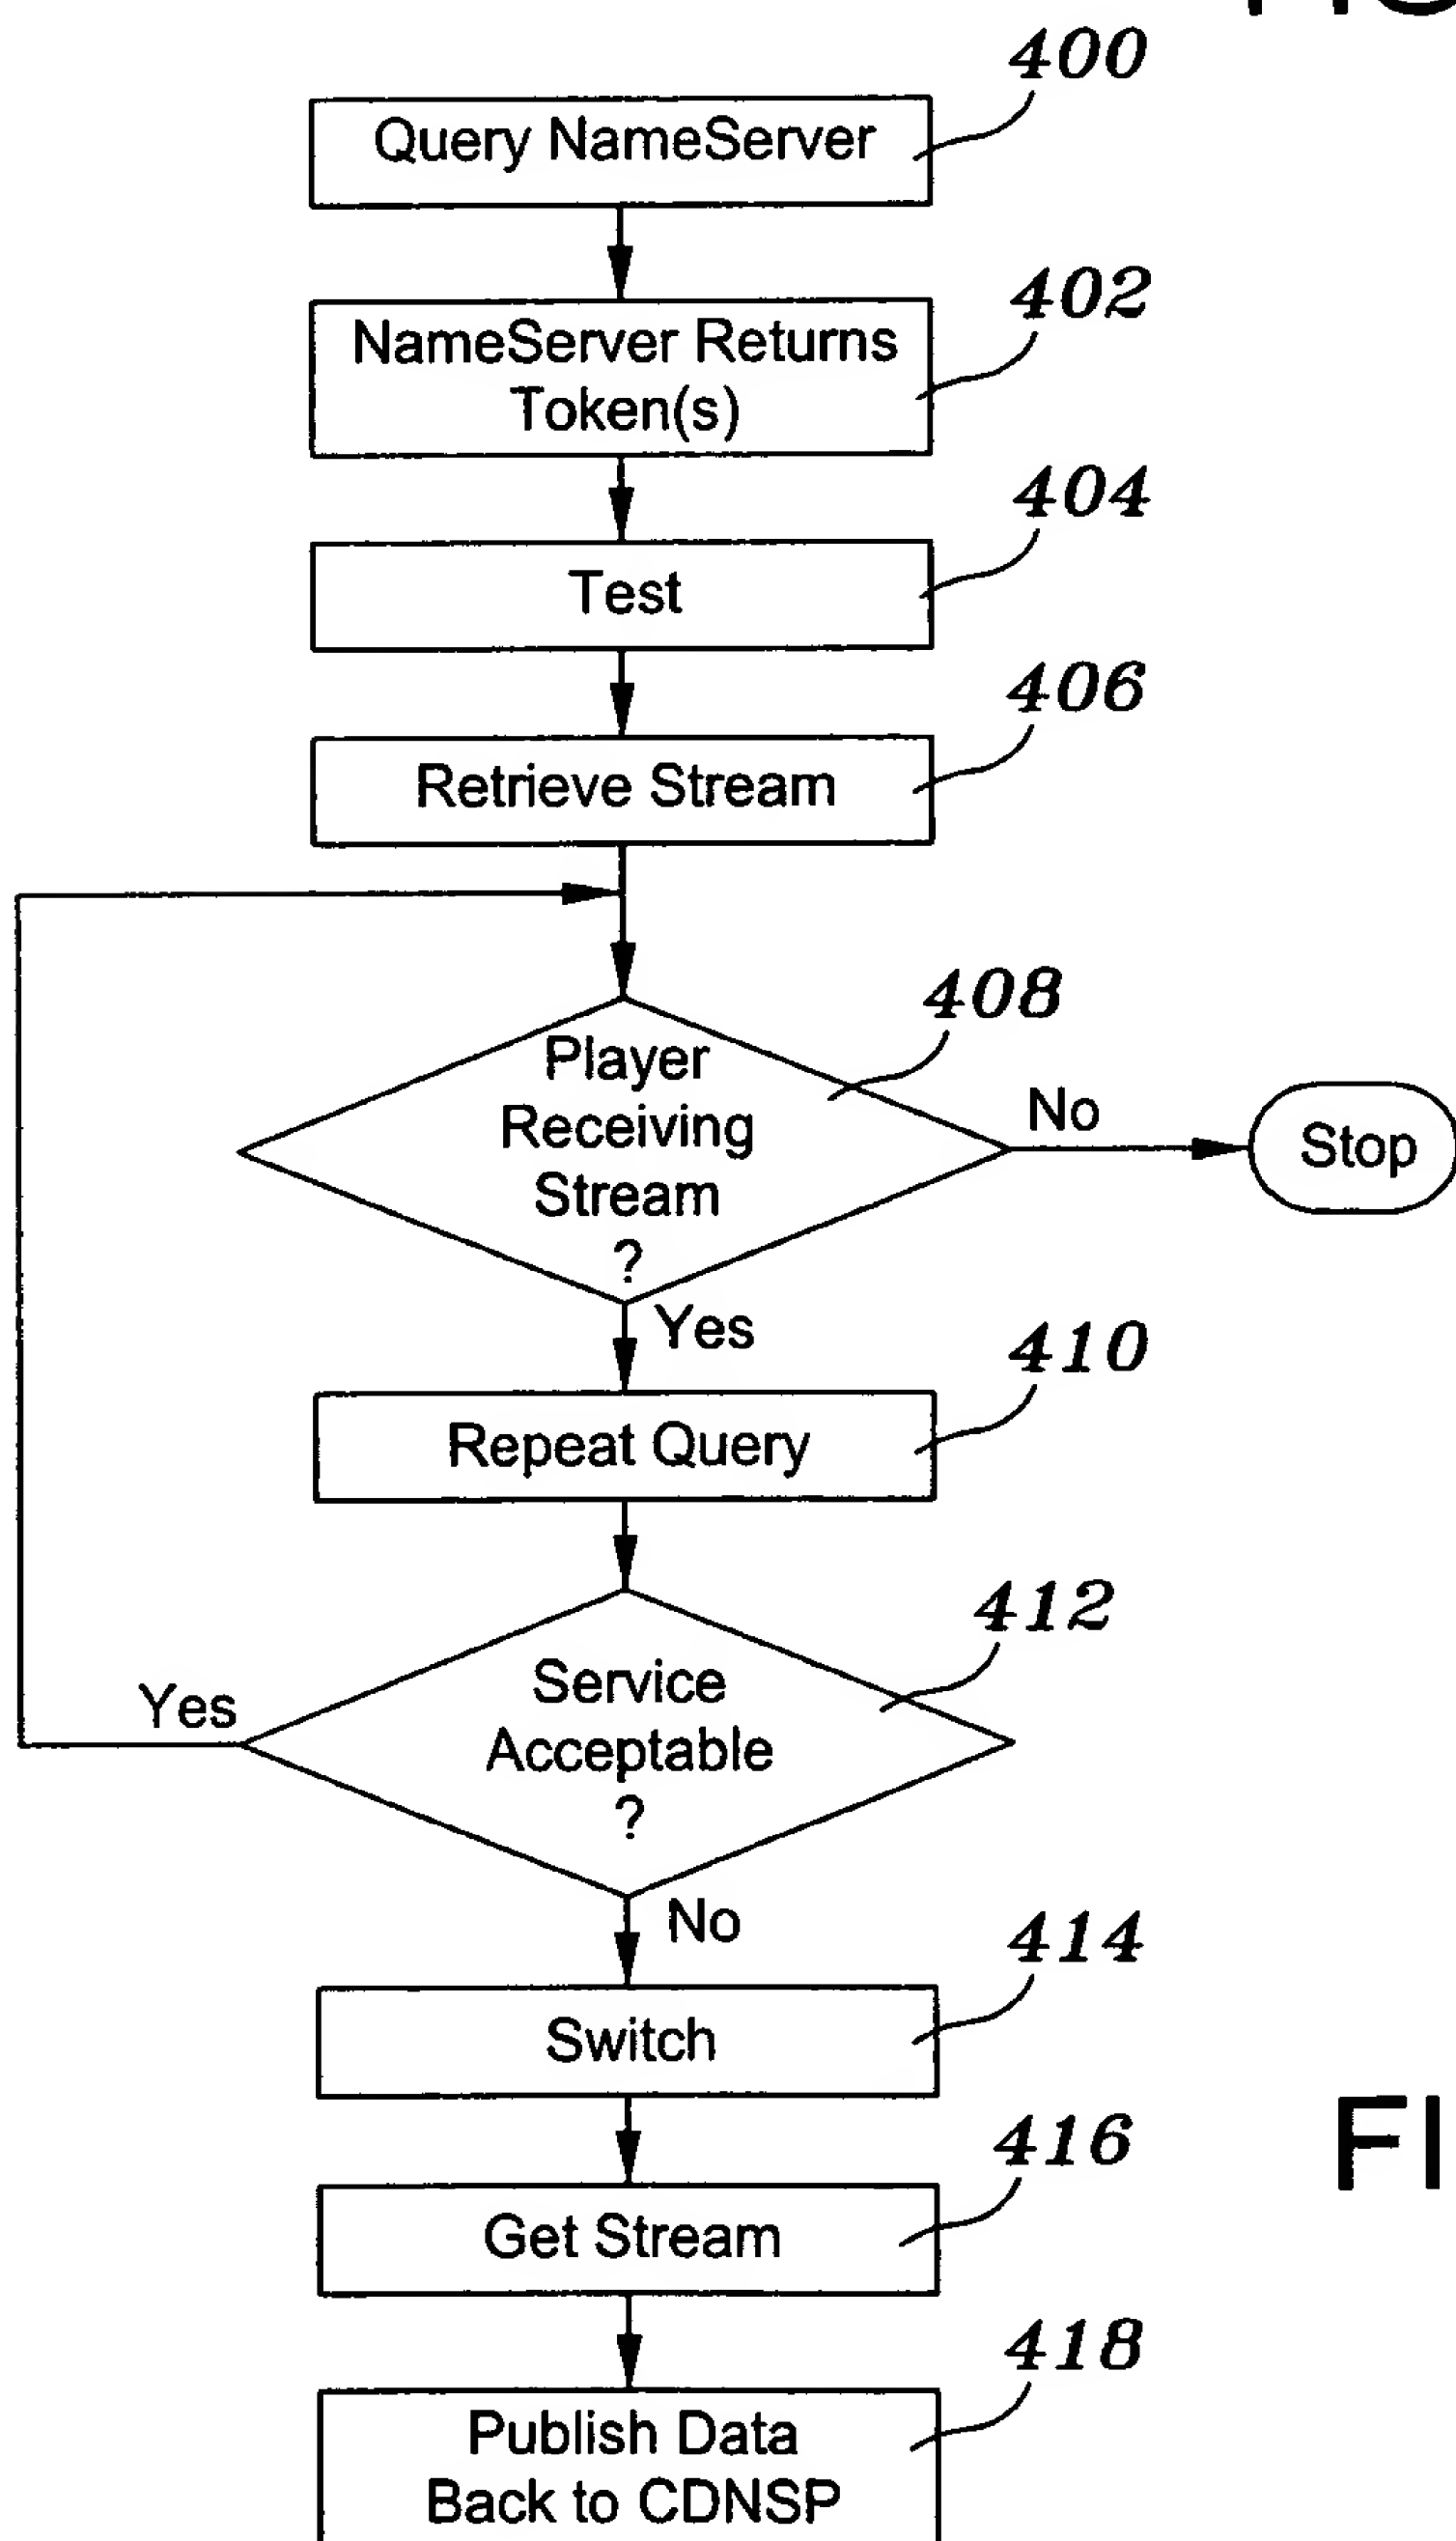 400
Query NameServer
402
NameServer Returns
Token(s)
404
Test
406
Retrieve Stream
408
Player
Receiving
Stream
?
No
Stop
Yes
410
Repeat Query
412
Service
Acceptable
?
Yes
No
414
Switch
416
Get Stream
FI
418
Publish Data
Back to CDNSP